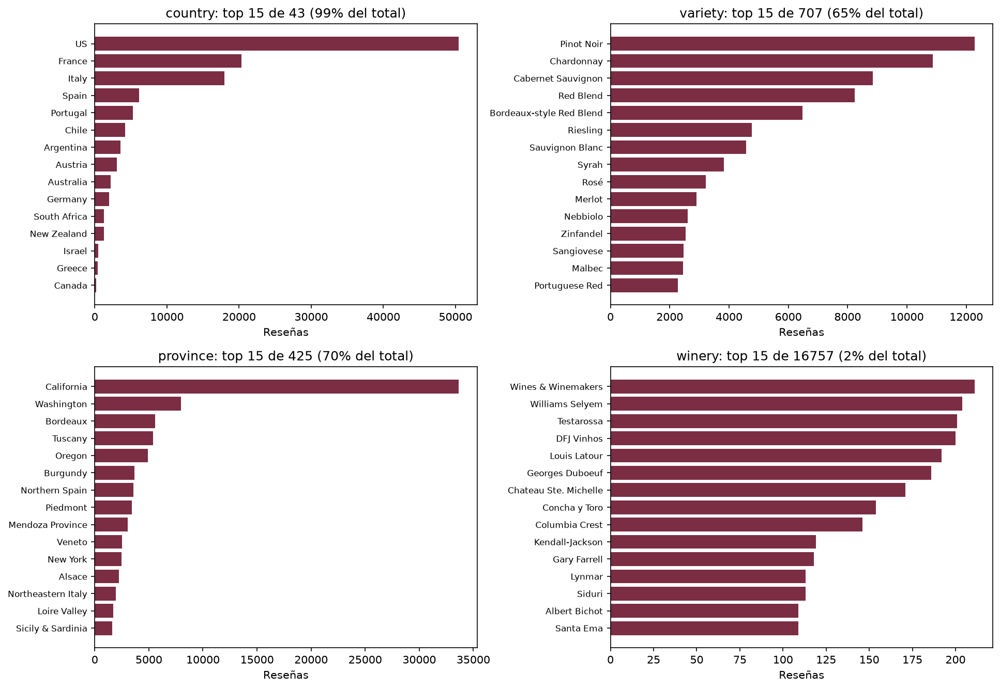 country: top 15 de 43 (99% del total)
US
France
Italy
Spain
Portugal
Chile
Argentina
Austria
Australia
Germany
South Africa
New Zealand
Israel
Greece
Canada
0 10000 20000 30000 40000 50000
Reseñas
variety: top 15 de 707 (65% del total)
Pinot Noir
Chardonnay
Cabernet Sauvignon
Red Blend
Bordeaux-style Red Blend
Riesling
Sauvignon Blanc
Syrah
Rosé
Merlot
Nebbiolo
Zinfandel
Sangiovese
Malbec
Portuguese Red
0 2000 4000 6000 8000 10000 12000
Reseñas
province: top 15 de 425 (70% del total)
California
Washington
Bordeaux
Tuscany
Oregon
Burgundy
Northern Spain
Piedmont
Mendoza Province
Veneto
New York
Alsace
Northeastern Italy
Loire Valley
Sicily & Sardinia
0 5000 10000 15000 20000 25000 30000 35000
Reseñas
winery: top 15 de 16757 (2% del total)
Wines & Winemakers
Williams Selyem
Testarossa
DFJ Vinhos
Louis Latour
Georges Duboeuf
Chateau Ste. Michelle
Concha y Toro
Columbia Crest
Kendall-Jackson
Gary Farrell
Lynmar
Siduri
Albert Bichot
Santa Ema
0 25 50 75 100 125 150 175 200
Reseñas